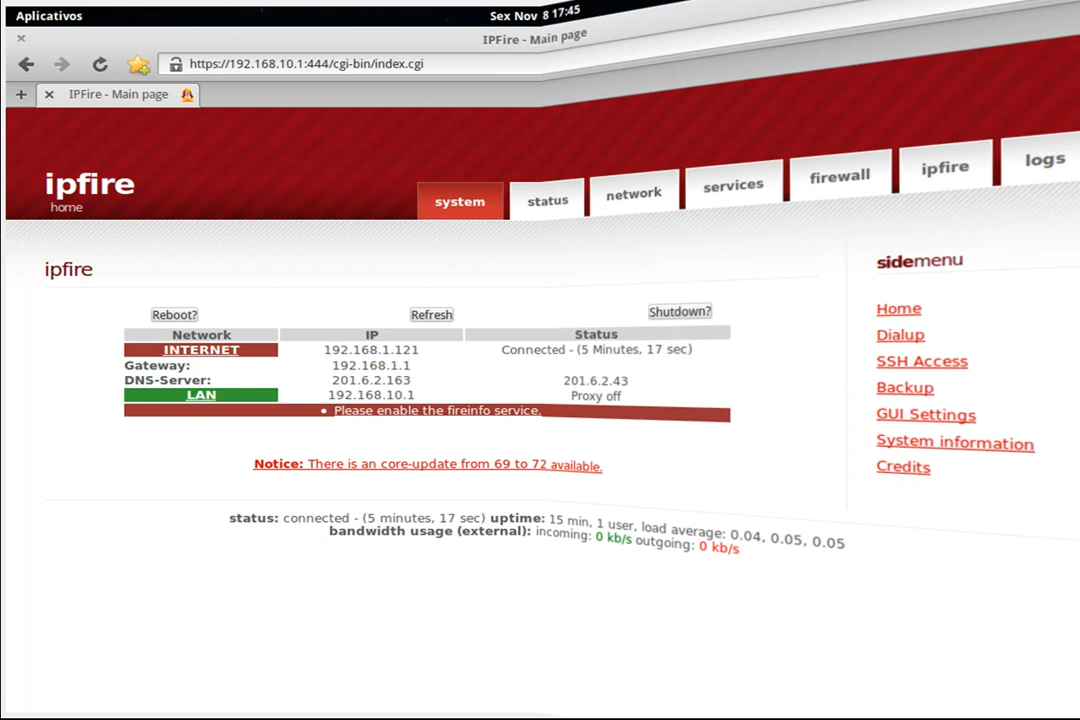 Aplicativos Sex Nov 8 17:45
IPFire - Main page
https://192.168.10.1:444/cgi-bin/index.cgi
IPFire - Main page
ipfire
home
system status network services firewall ipfire logs
ipfire
Reboot? Refresh Shutdown?
Network IP Status
INTERNET 192.168.1.121 Connected - (5 Minutes, 17 sec)
Gateway: 192.168.1.1
DNS-Server: 201.6.2.163 201.6.2.43
LAN 192.168.10.1 Proxy off
• Please enable the fireinfo service.
Notice: There is an core-update from 69 to 72 available.
status: connected - (5 minutes, 17 sec) uptime: 15 min, 1 user, load average: 0.04, 0.05, 0.05
bandwidth usage (external): incoming: 0 kb/s outgoing: 0 kb/s
sidemenu
Home
Dialup
SSH Access
Backup
GUI Settings
System information
Credits